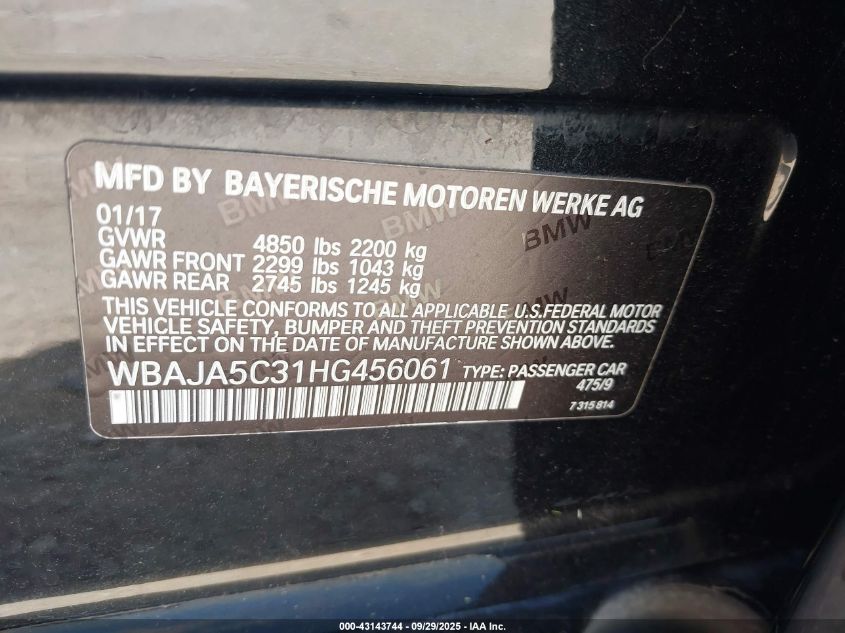 MFD BY BAYERISCHE MOTOREN WERKE AG
01/17
GVWR 4850 lbs 2200 kg
GAWR FRONT 2299 lbs 1043 kg
GAWR REAR 2745 lbs 1245 kg
THIS VEHICLE CONFORMS TO ALL APPLICABLE U.S.FEDERAL MOTOR
VEHICLE SAFETY, BUMPER AND THEFT PREVENTION STANDARDS
IN EFFECT ON THE DATE OF MANUFACTURE SHOWN ABOVE.
WBAJA5C31HG456061 TYPE: PASSENGER CAR
475/9
7315814
000-43143744 | 09/29/2025 | IAA Inc.